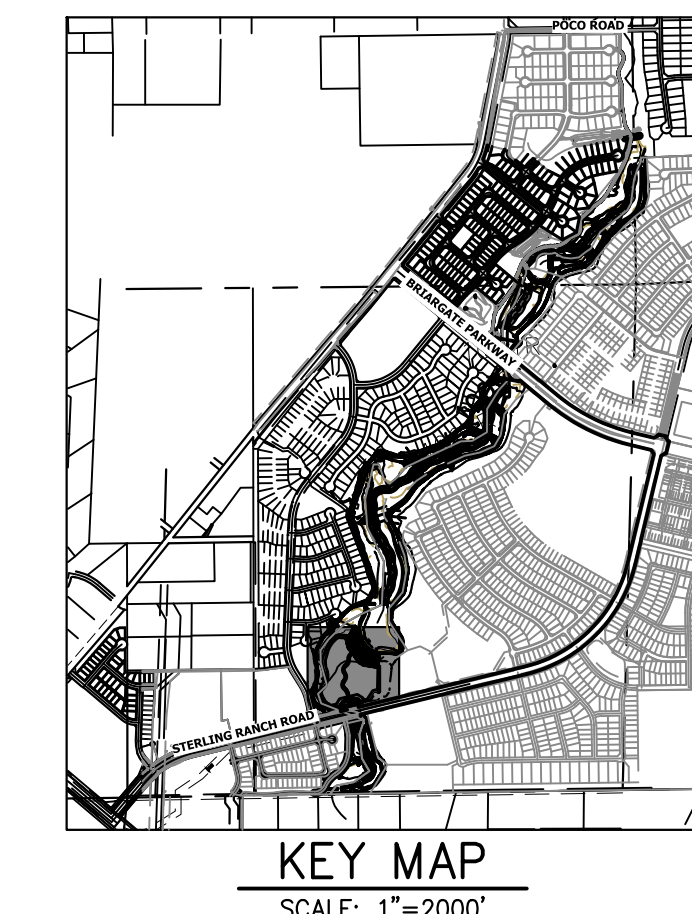 POCO ROAD
BRIARGATE PARKWAY
STERLING RANCH ROAD
KEY MAP
SCALE: 1"=2000'